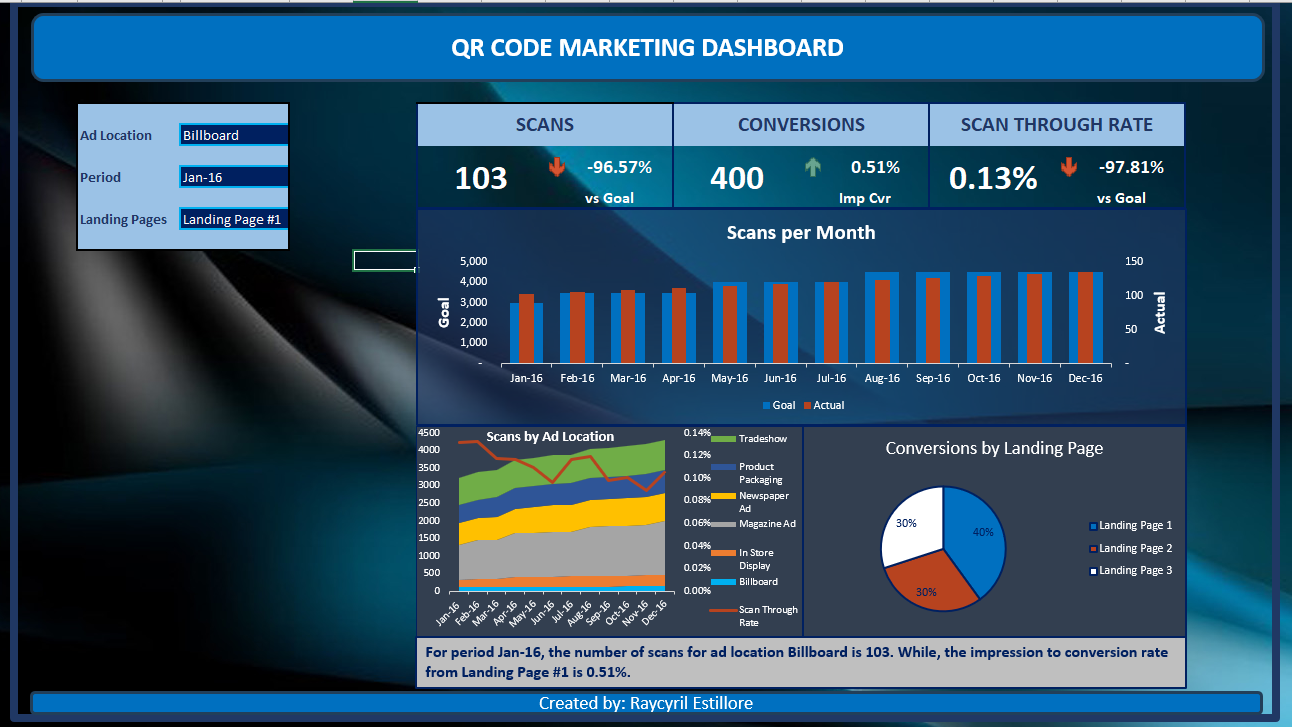 QR CODE MARKETING DASHBOARD
Ad Location Billboard
Period Jan-16
Landing Pages Landing Page #1
SCANS CONVERSIONS SCAN THROUGH RATE
103 -96.57% 400 0.51% 0.13% -97.81%
vs Goal Imp Cvr vs Goal
Scans per Month
Goal
5,000
4,000
3,000
2,000
1,000
-
150
100
50
-
Actual
Jan-16 Feb-16 Mar-16 Apr-16 May-16 Jun-16 Jul-16 Aug-16 Sep-16 Oct-16 Nov-16 Dec-16
Goal Actual
Scans by Ad Location
4500
4000
3500
3000
2500
2000
1500
1000
500
0
0.14%
0.12%
0.10%
0.08%
0.06%
0.04%
0.02%
0.00%
Jan-16 Feb-16 Mar-16 Apr-16 May-16 Jun-16 Jul-16 Aug-16 Sep-16 Oct-16 Nov-16 Dec-16
Tradeshow
Product
Packaging
Newspaper
Ad
Magazine Ad
In Store
Display
Billboard
Scan Through
Rate
Conversions by Landing Page
30% 40%
30%
Landing Page 1
Landing Page 2
Landing Page 3
For period Jan-16, the number of scans for ad location Billboard is 103. While, the impression to conversion rate
from Landing Page #1 is 0.51%.
Created by: Raycyril Estillore